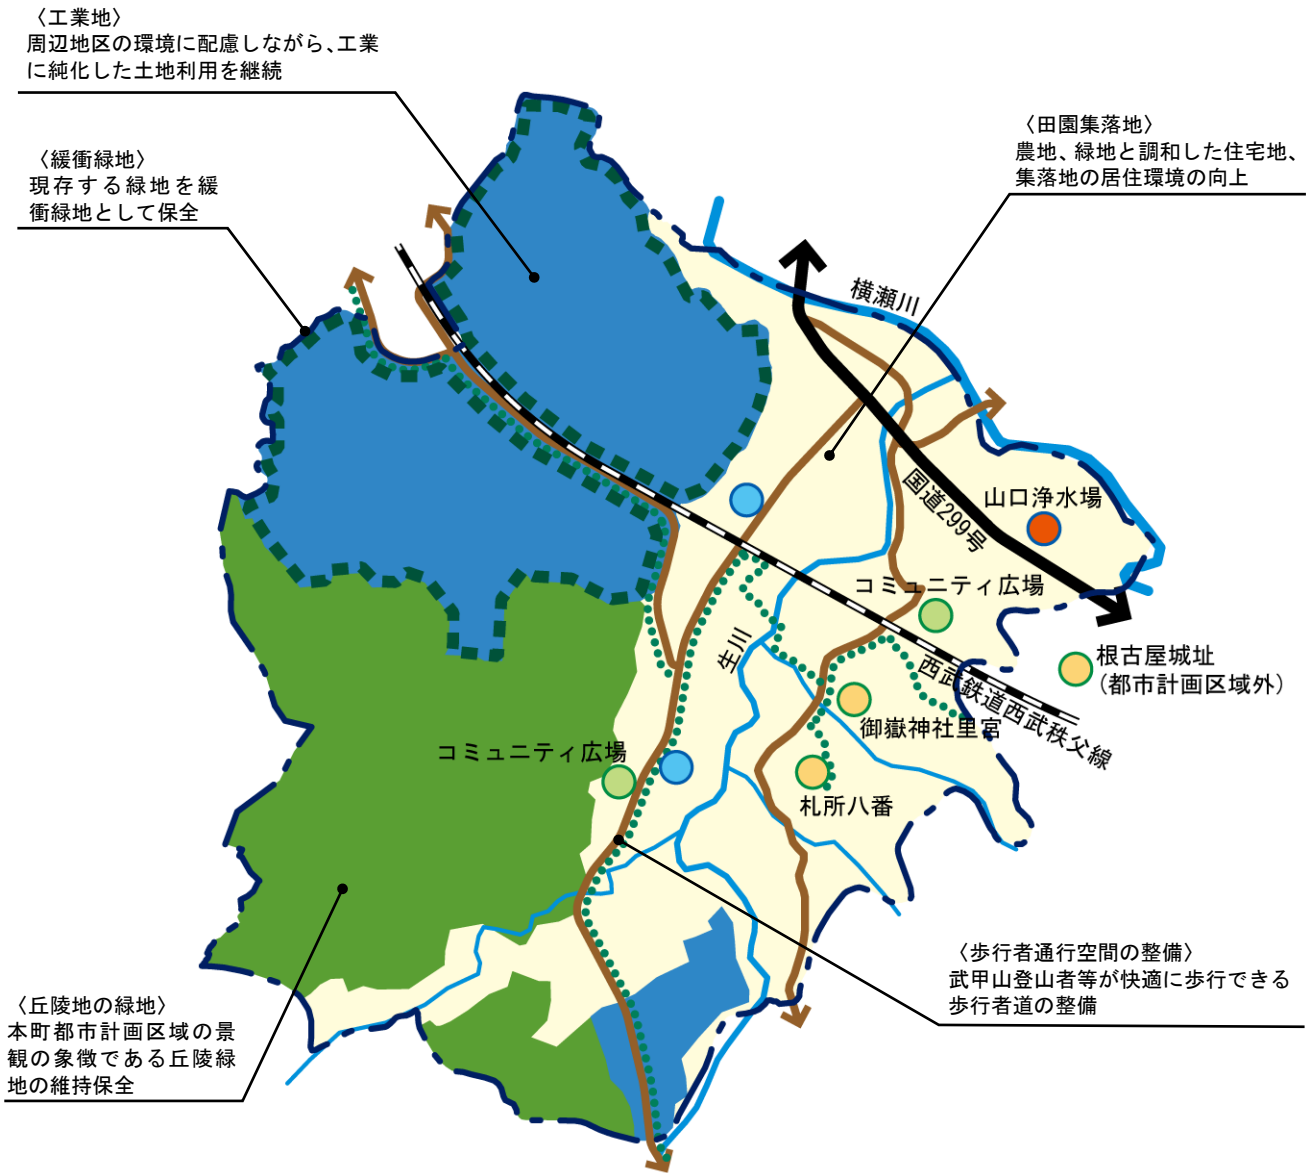 〈工業地〉
周辺地区の環境に配慮しながら、工業
に純化した土地利用を継続
〈緩衝緑地〉
現存する緑地を緩
衝緑地として保全
〈田園集落地〉
農地、緑地と調和した住宅地、
集落地の居住環境の向上
横瀬川
国道299号
山口浄水場
コミュニティ広場
生川
根古屋城址
（都市計画区域外）
西武鉄道西武秩父線
御嶽神社里宮
コミュニティ広場
札所八番
〈歩行者通行空間の整備〉
武甲山登山者等が快適に歩行できる
歩行者道の整備
〈丘陵地の緑地〉
本町都市計画区域の景
観の象徴である丘陵緑
地の維持保全